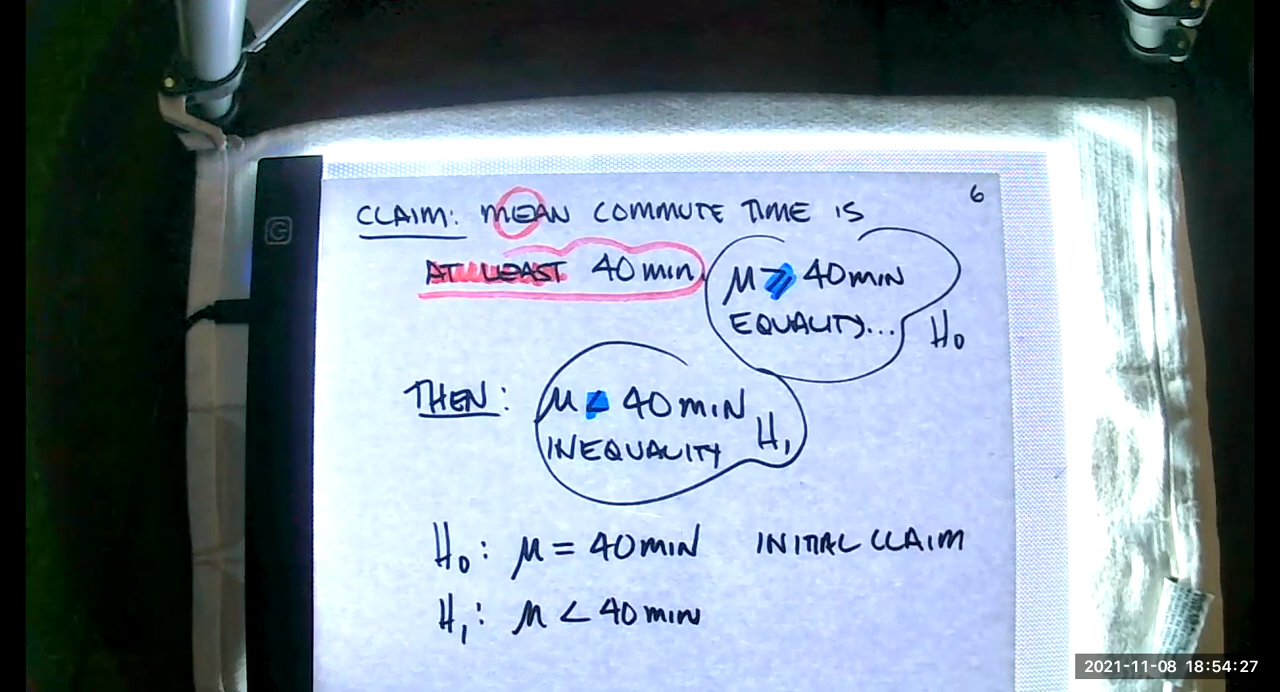 6
CLAIM: MEAN COMMUTE TIME IS
AT LEAST 40 MIN μ ≥ 40 MIN
EQUALITY... H₀
THEN: μ < 40 MIN
INEQUALITY H₁
H₀: μ = 40 MIN INITIAL CLAIM
H₁: μ < 40 MIN
2021-11-08 18:54:27